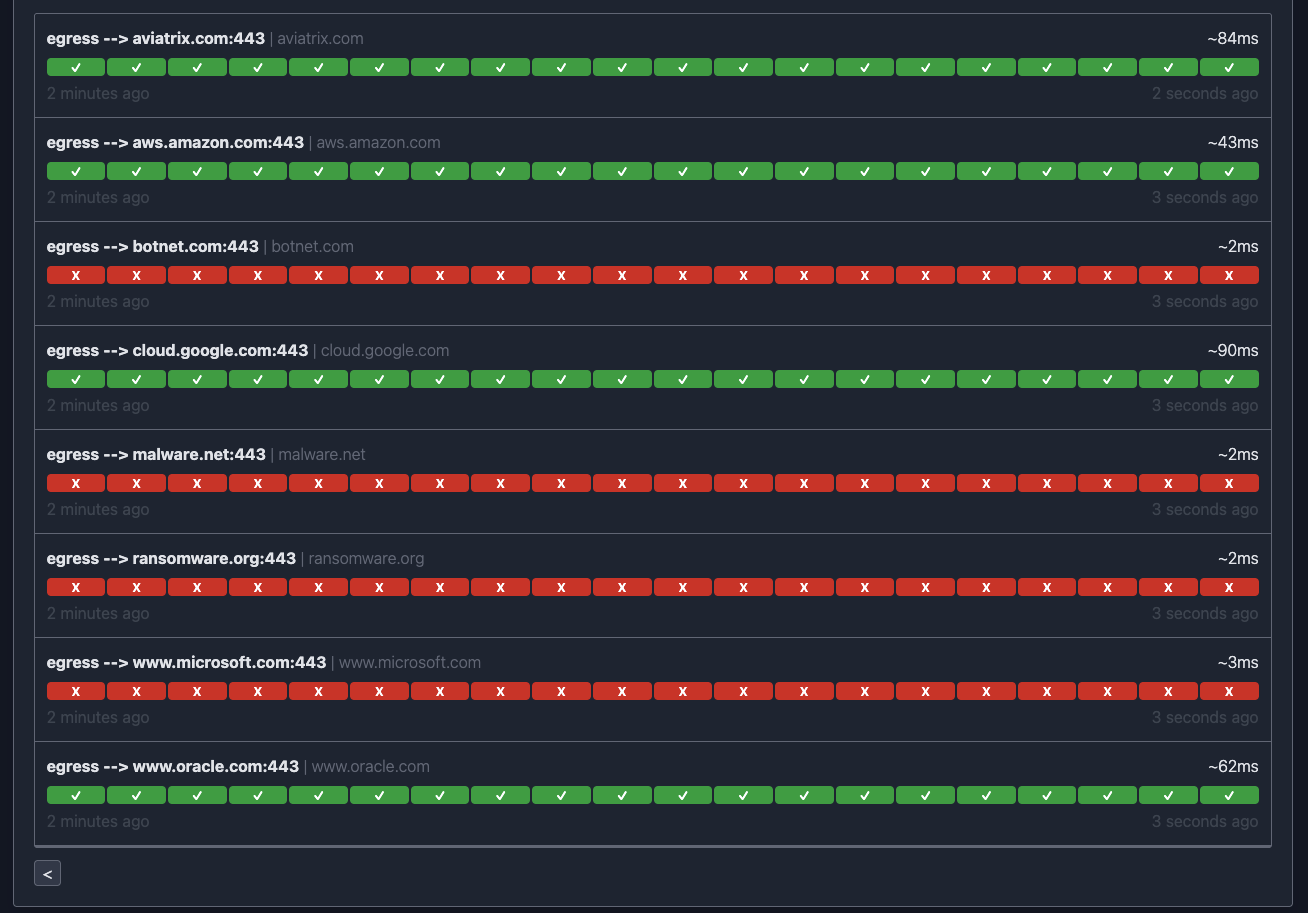 egress --> aviatrix.com:443 | aviatrix.com ~84ms
✓ ✓ ✓ ✓ ✓ ✓ ✓ ✓ ✓ ✓ ✓ ✓ ✓ ✓ ✓ ✓ ✓ ✓ ✓ ✓
2 minutes ago 2 seconds ago
egress --> aws.amazon.com:443 | aws.amazon.com ~43ms
✓ ✓ ✓ ✓ ✓ ✓ ✓ ✓ ✓ ✓ ✓ ✓ ✓ ✓ ✓ ✓ ✓ ✓ ✓ ✓
2 minutes ago 3 seconds ago
egress --> botnet.com:443 | botnet.com ~2ms
X X X X X X X X X X X X X X X X X X X X
2 minutes ago 3 seconds ago
egress --> cloud.google.com:443 | cloud.google.com ~90ms
✓ ✓ ✓ ✓ ✓ ✓ ✓ ✓ ✓ ✓ ✓ ✓ ✓ ✓ ✓ ✓ ✓ ✓ ✓ ✓
2 minutes ago 3 seconds ago
egress --> malware.net:443 | malware.net ~2ms
X X X X X X X X X X X X X X X X X X X X
2 minutes ago 3 seconds ago
egress --> ransomware.org:443 | ransomware.org ~2ms
X X X X X X X X X X X X X X X X X X X X
2 minutes ago 3 seconds ago
egress --> www.microsoft.com:443 | www.microsoft.com ~3ms
X X X X X X X X X X X X X X X X X X X X
2 minutes ago 3 seconds ago
egress --> www.oracle.com:443 | www.oracle.com ~62ms
✓ ✓ ✓ ✓ ✓ ✓ ✓ ✓ ✓ ✓ ✓ ✓ ✓ ✓ ✓ ✓ ✓ ✓ ✓ ✓
2 minutes ago 3 seconds ago
<